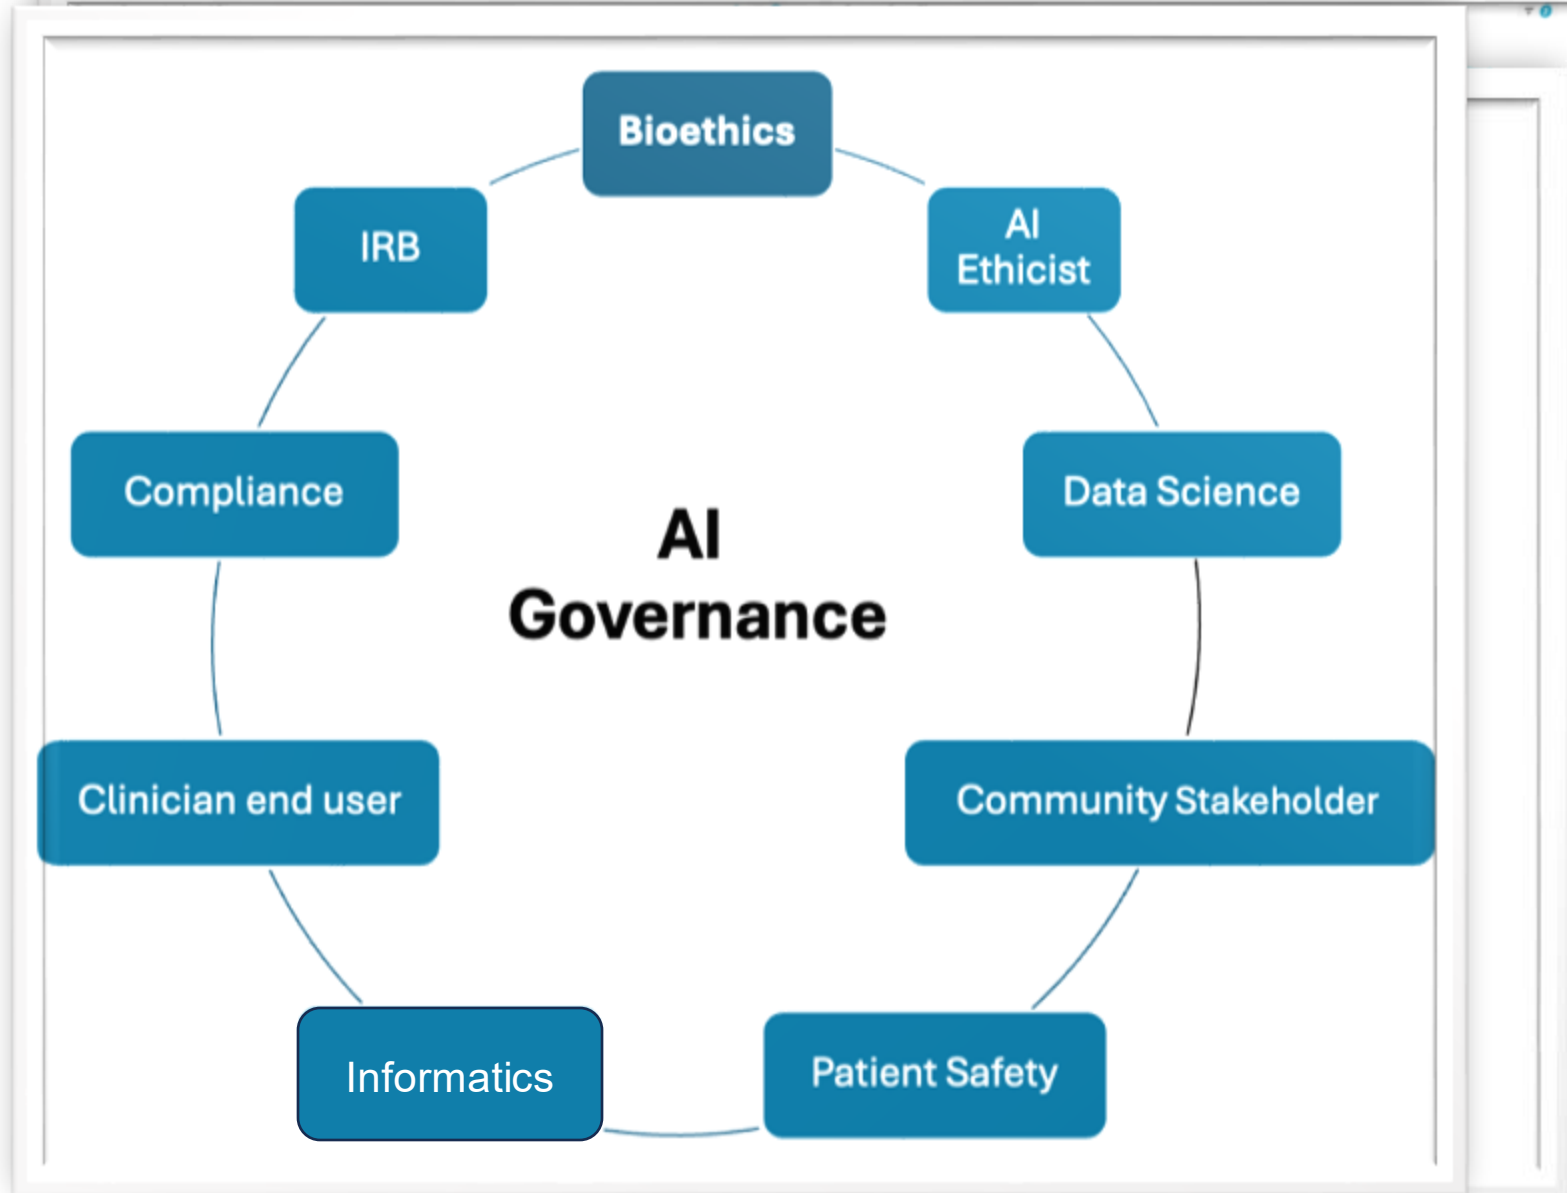 Bioethics
IRB
AI
Ethicist
Compliance
Data Science
AI
Governance
Clinician end user
Community Stakeholder
Informatics
Patient Safety